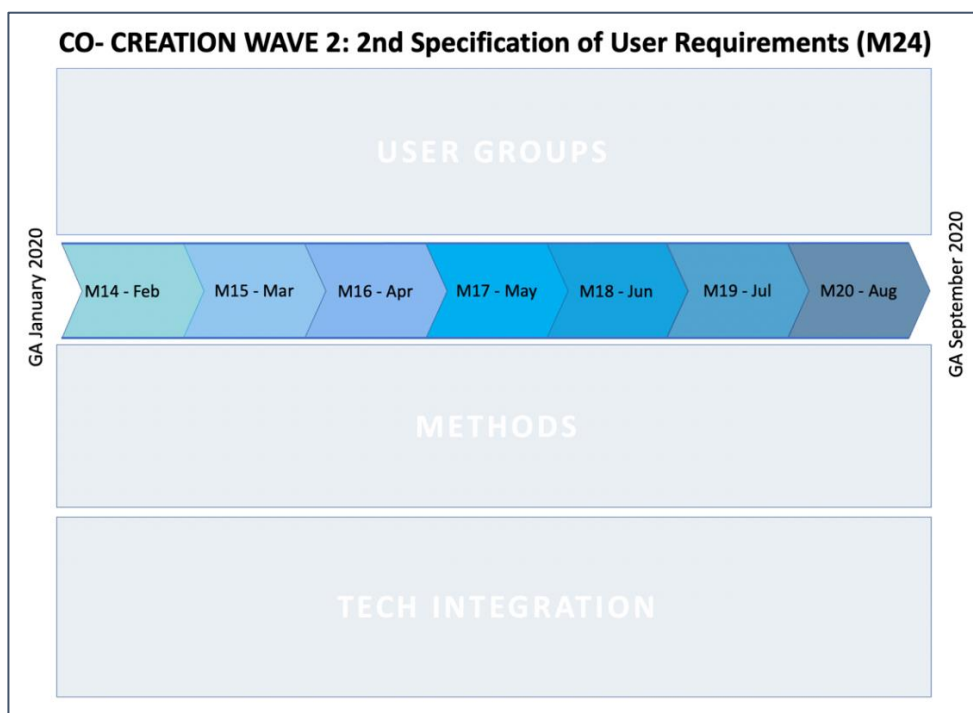 CO- CREATION WAVE 2: 2nd Specification of User Requirements (M24)
USER GROUPS
GA January 2020
M14 - Feb
M15 - Mar
M16 - Apr
M17 - May
M18 - Jun
M19 - Jul
M20 - Aug
GA September 2020
METHODS
TECH INTEGRATION